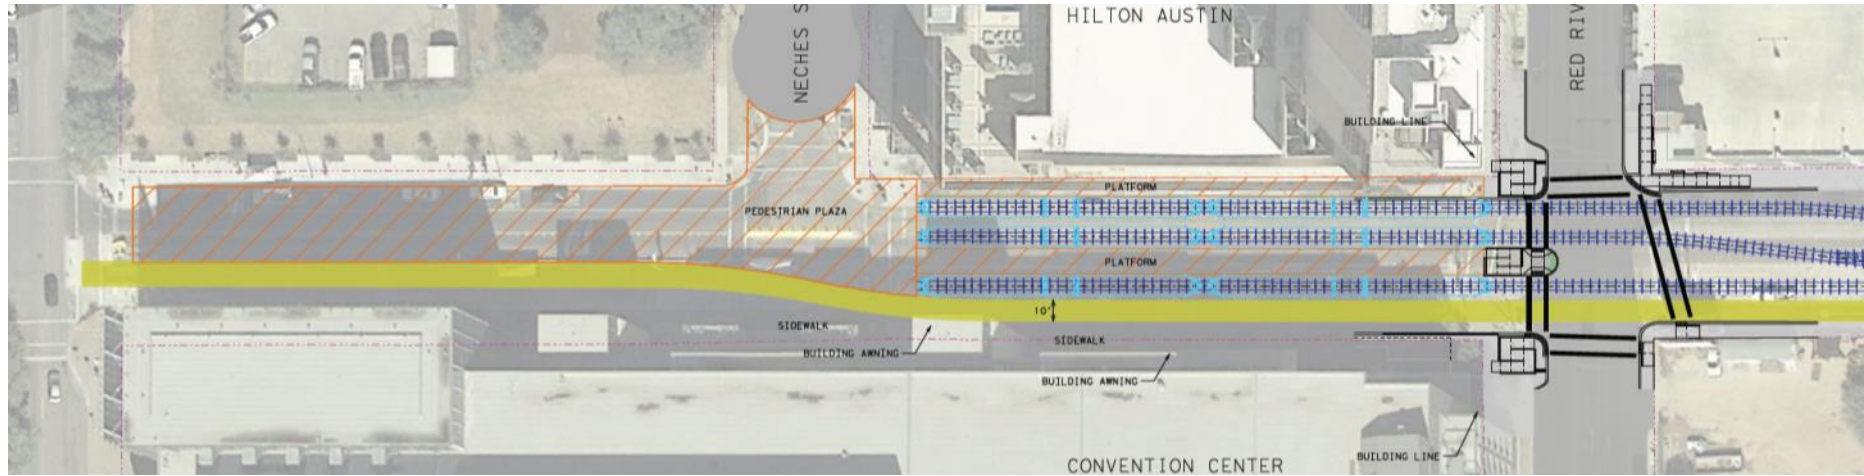 HILTON AUSTIN
NECHES S
RED RIV
BUILDING LINE
PLATFORM
PEDESTRIAN PLAZA
PLATFORM
10'
SIDEWALK
SIDEWALK
BUILDING AWNING
BUILDING AWNING
BUILDING LINE
CONVENTION CENTER